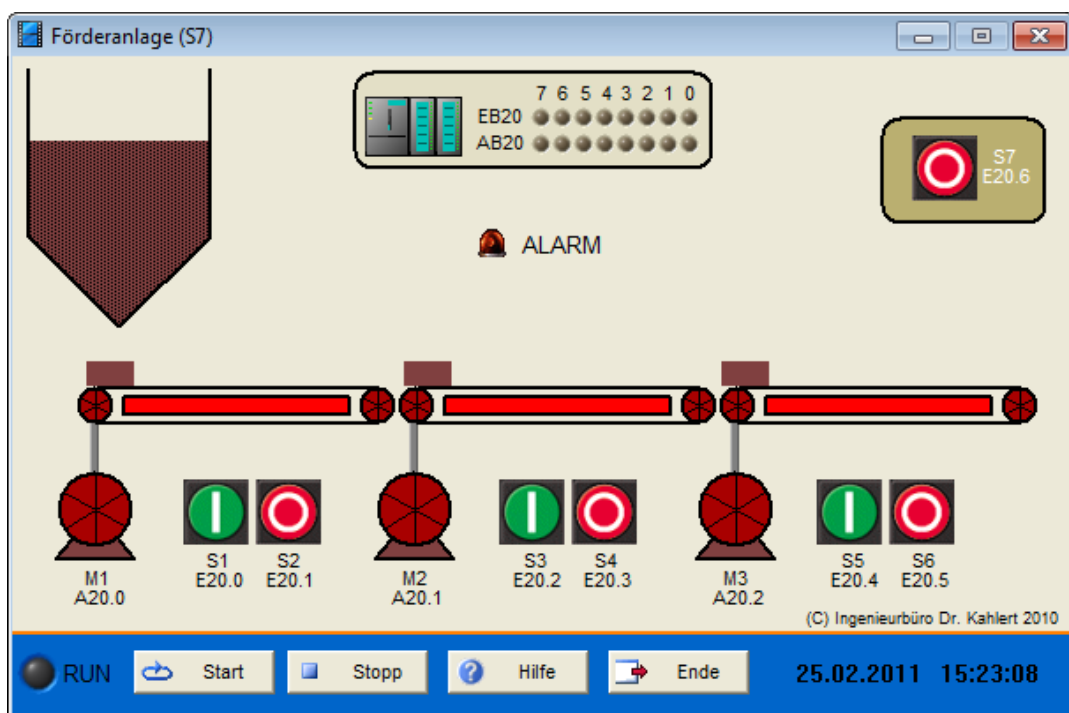 Förderanlage (S7)
7 6 5 4 3 2 1 0
EB20
AB20
S7
E20.6
ALARM
S1
E20.0
S2
E20.1
S3
E20.2
S4
E20.3
S5
E20.4
S6
E20.5
M1
A20.0
M2
A20.1
M3
A20.2
(C) Ingenieurbüro Dr. Kahlert 2010
RUN
Start
Stopp
Hilfe
Ende
25.02.2011 15:23:08